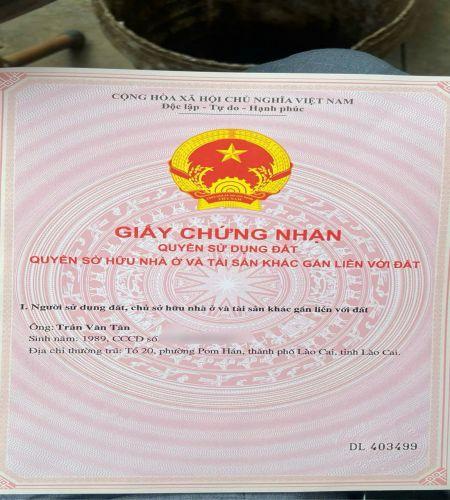 CỘNG HÒA XÃ HỘI CHỦ NGHĨA VIỆT NAM
Độc lập - Tự do - Hạnh phúc
GIẤY CHỨNG NHẬN
QUYỀN SỬ DỤNG ĐẤT
QUYỀN SỞ HỮU NHÀ Ở VÀ TÀI SẢN KHÁC GẮN LIỀN VỚI ĐẤT
I. Người sử dụng đất, chủ sở hữu nhà ở và tài sản khác gắn liền với đất
Ông: Trần Văn Tân
Sinh năm: 1989, CCCD số
Địa chỉ thường trú: Tổ 20, phường Pom Hán, thành phố Lào Cai, tỉnh Lào Cai.
DL 403499